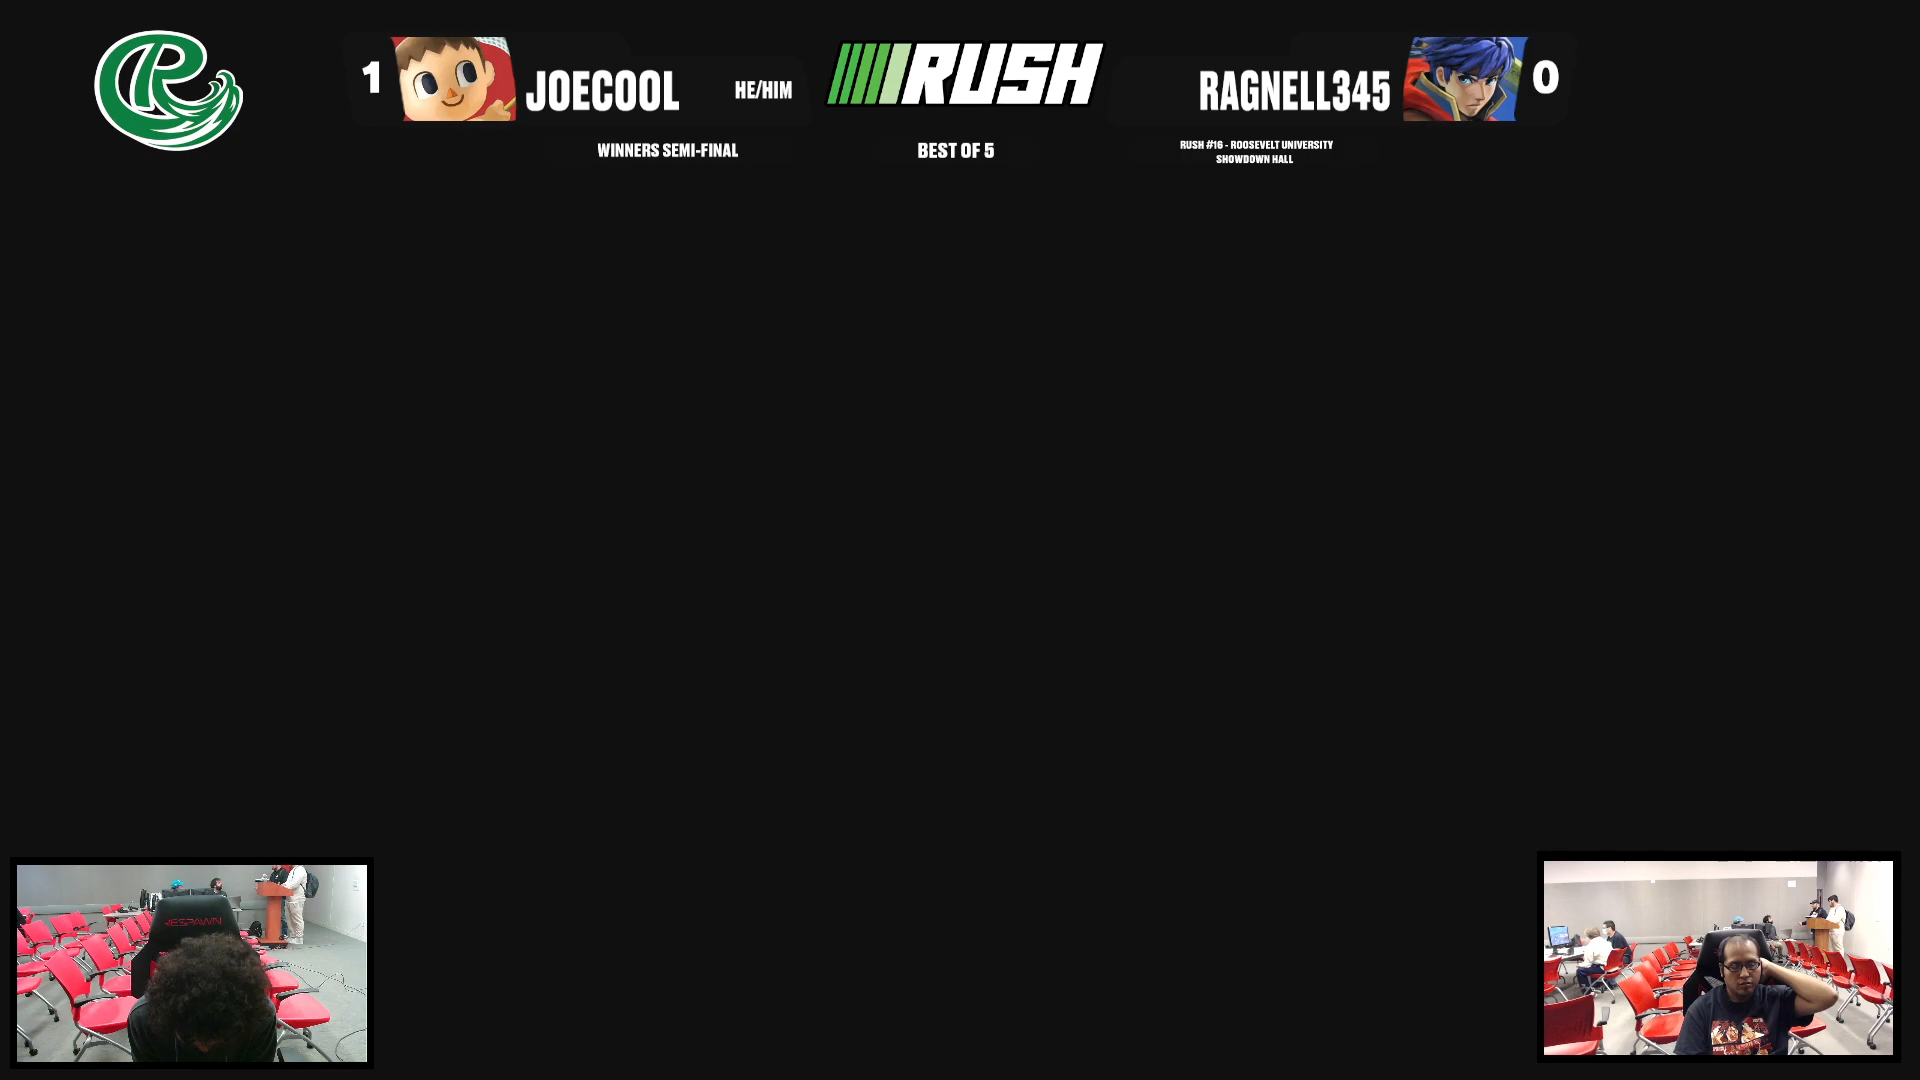 1
JOECOOL
HE/HIM
RUSH
RAGNELL345
0
WINNERS SEMI-FINAL
BEST OF 5
RUSH #16 - ROOSEVELT UNIVERSITY
SHOWDOWN HALL
RESPAWN